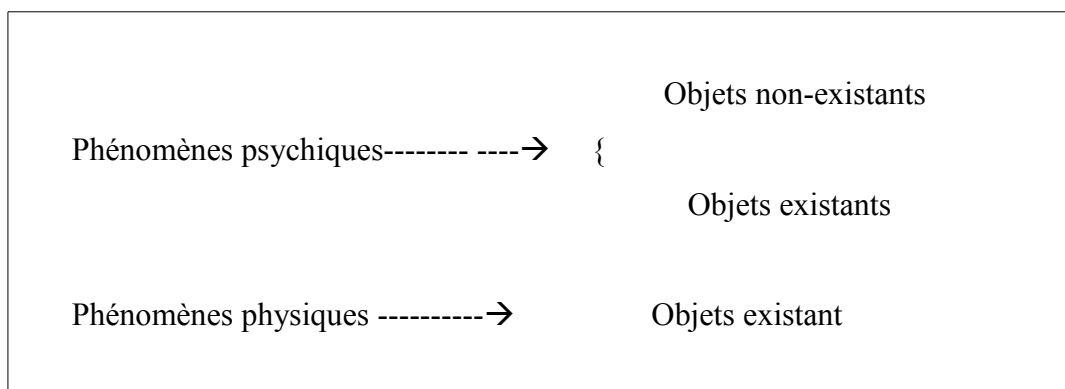 Objets non-existants
Phénomènes psychiques-------- ----→ {
Objets existants
Phénomènes physiques ----------→ Objets existant